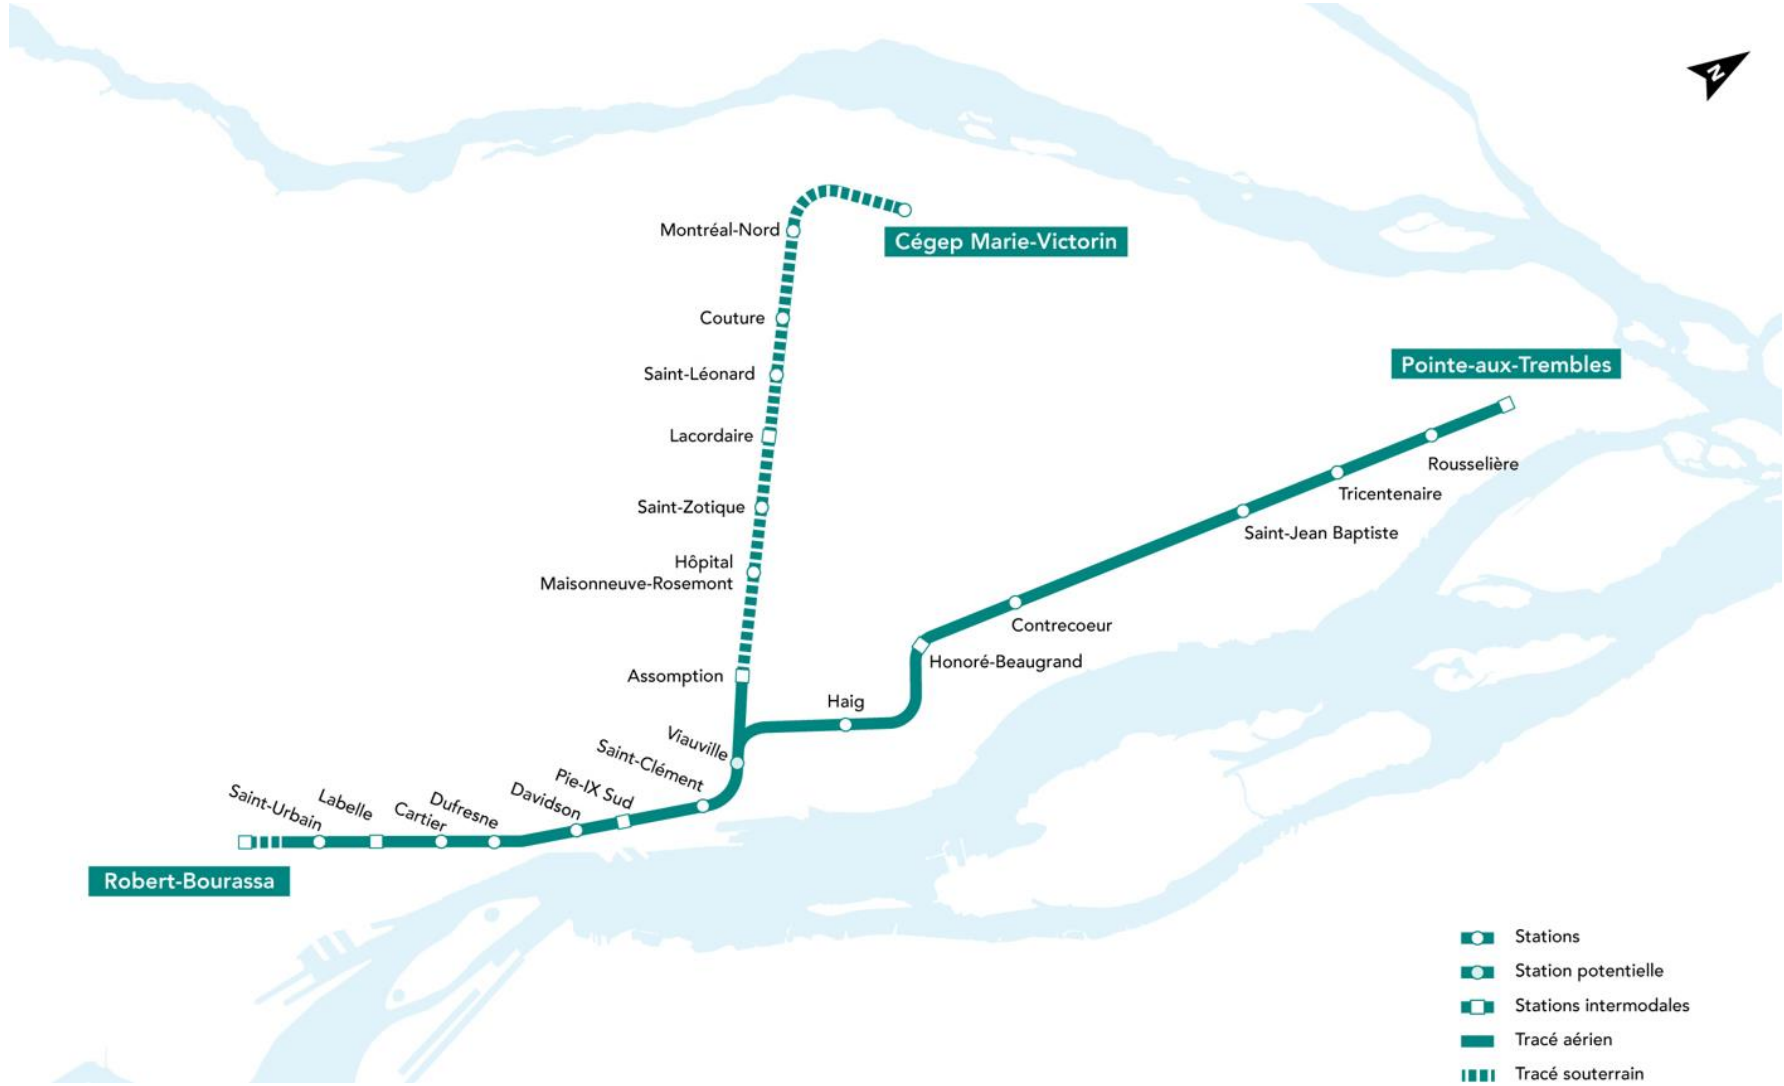 N
Montréal-Nord
Cégep Marie-Victorin
Couture
Saint-Léonard
Pointe-aux-Trembles
Lacordaire
Rousselière
Tricentenaire
Saint-Zotique
Saint-Jean Baptiste
Hôpital
Maisonneuve-Rosemont
Contrecoeur
Honoré-Beaugrand
Assomption
Haig
Viauville
Saint-Clément
Pie-IX Sud
Davidson
Dufresne
Cartier
Labelle
Saint-Urbain
Robert-Bourassa
Stations
Station potentielle
Stations intermodales
Tracé aérien
Tracé souterrain